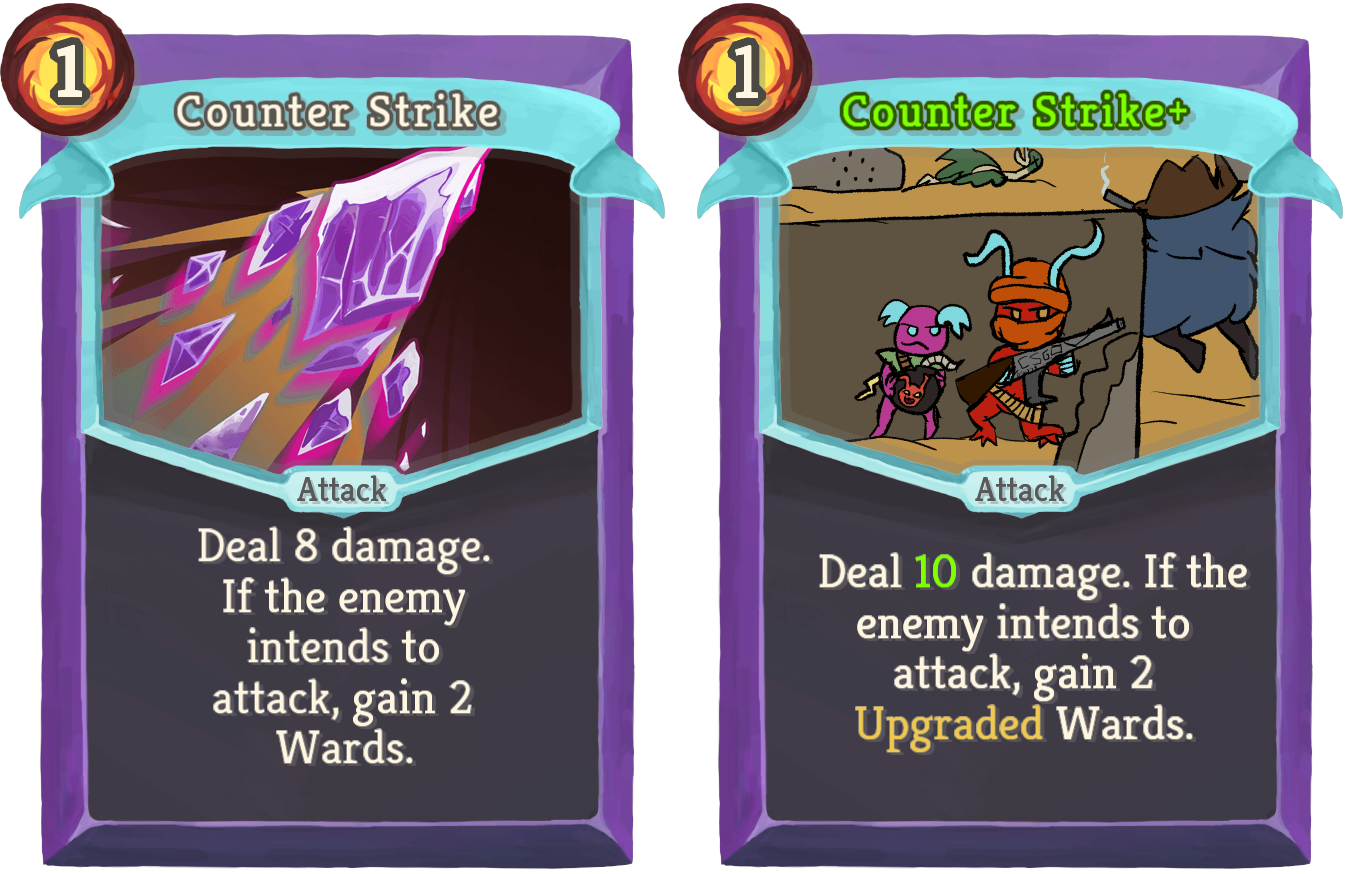 1
Counter Strike
Attack
Deal 8 damage.
If the enemy
intends to
attack, gain 2
Wards.
1
Counter Strike+
CSGO
Attack
Deal 10 damage. If the
enemy intends to
attack, gain 2
Upgraded Wards.